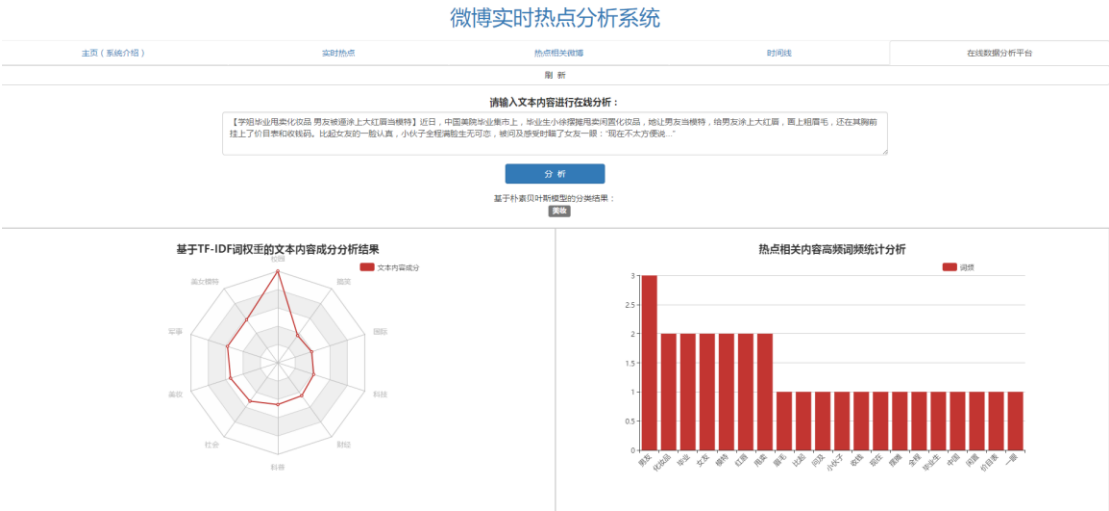 微博实时热点分析系统
主页（系统介绍） 实时热点 热点相关微博 时间线 在线数据分析平台
刷 新
请输入文本内容进行在线分析：
【学姐毕业甩卖化妆品 男友被逼涂上大红唇当模特】近日，中国美院毕业集市上，毕业生小徐摆摊甩卖闲置化妆品，她让男友当模特，给男友涂上大红唇，画上粗眉毛，还在其胸前
挂上了价目表和收钱码。比起女友的一脸认真，小伙子全程满脸生无可恋，被问及感受时瞄了女友一眼：“现在不太方便说...”
分 析
基于朴素贝叶斯模型的分类结果：
美妆
基于TF-IDF词权重的文本内容成分分析结果
文本内容成分
校园
搞笑
国际
科技
财经
社会
美妆
军事
美女模特
热点相关内容高频词频统计分析
词频
3
2.5
2
1.5
1
0.5
0
男友 化妆品 毕业 女友 模特 红唇 甩卖 眉毛 比起 问及 小伙子 收钱 现在 摆摊 全程 毕业生 中国 闲置 价目表 一眼